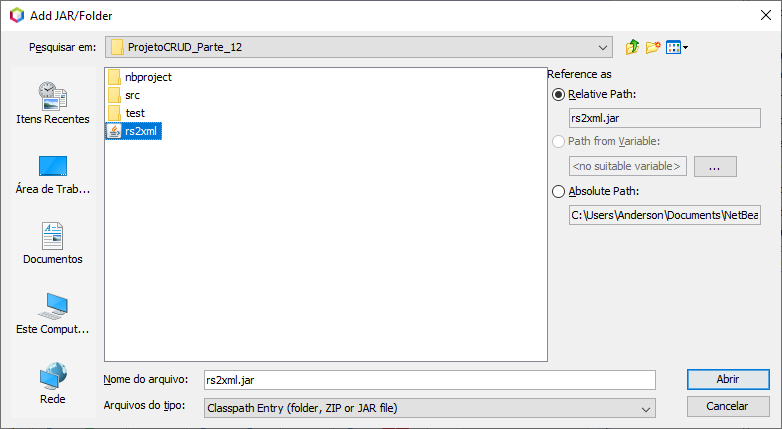 Add JAR/Folder
Pesquisar em:
ProjetoCRUD_Parte_12
Itens Recentes
Área de Trab...
Documentos
Este Comput...
Rede
nbproject
src
test
rs2xml
Reference as
Relative Path:
rs2xml.jar
Path from Variable:
<no suitable variable>
...
Absolute Path:
C:\Users\Anderson\Documents\NetBea
Nome do arquivo:
rs2xml.jar
Abrir
Arquivos do tipo:
Classpath Entry (folder, ZIP or JAR file)
Cancelar